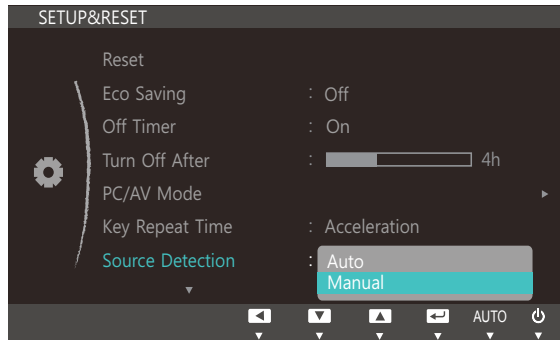 SETUP&RESET
Reset
Eco Saving : Off
Off Timer : On
Turn Off After : 4h
PC/AV Mode
Key Repeat Time : Acceleration
Source Detection : Auto
Manual
AUTO